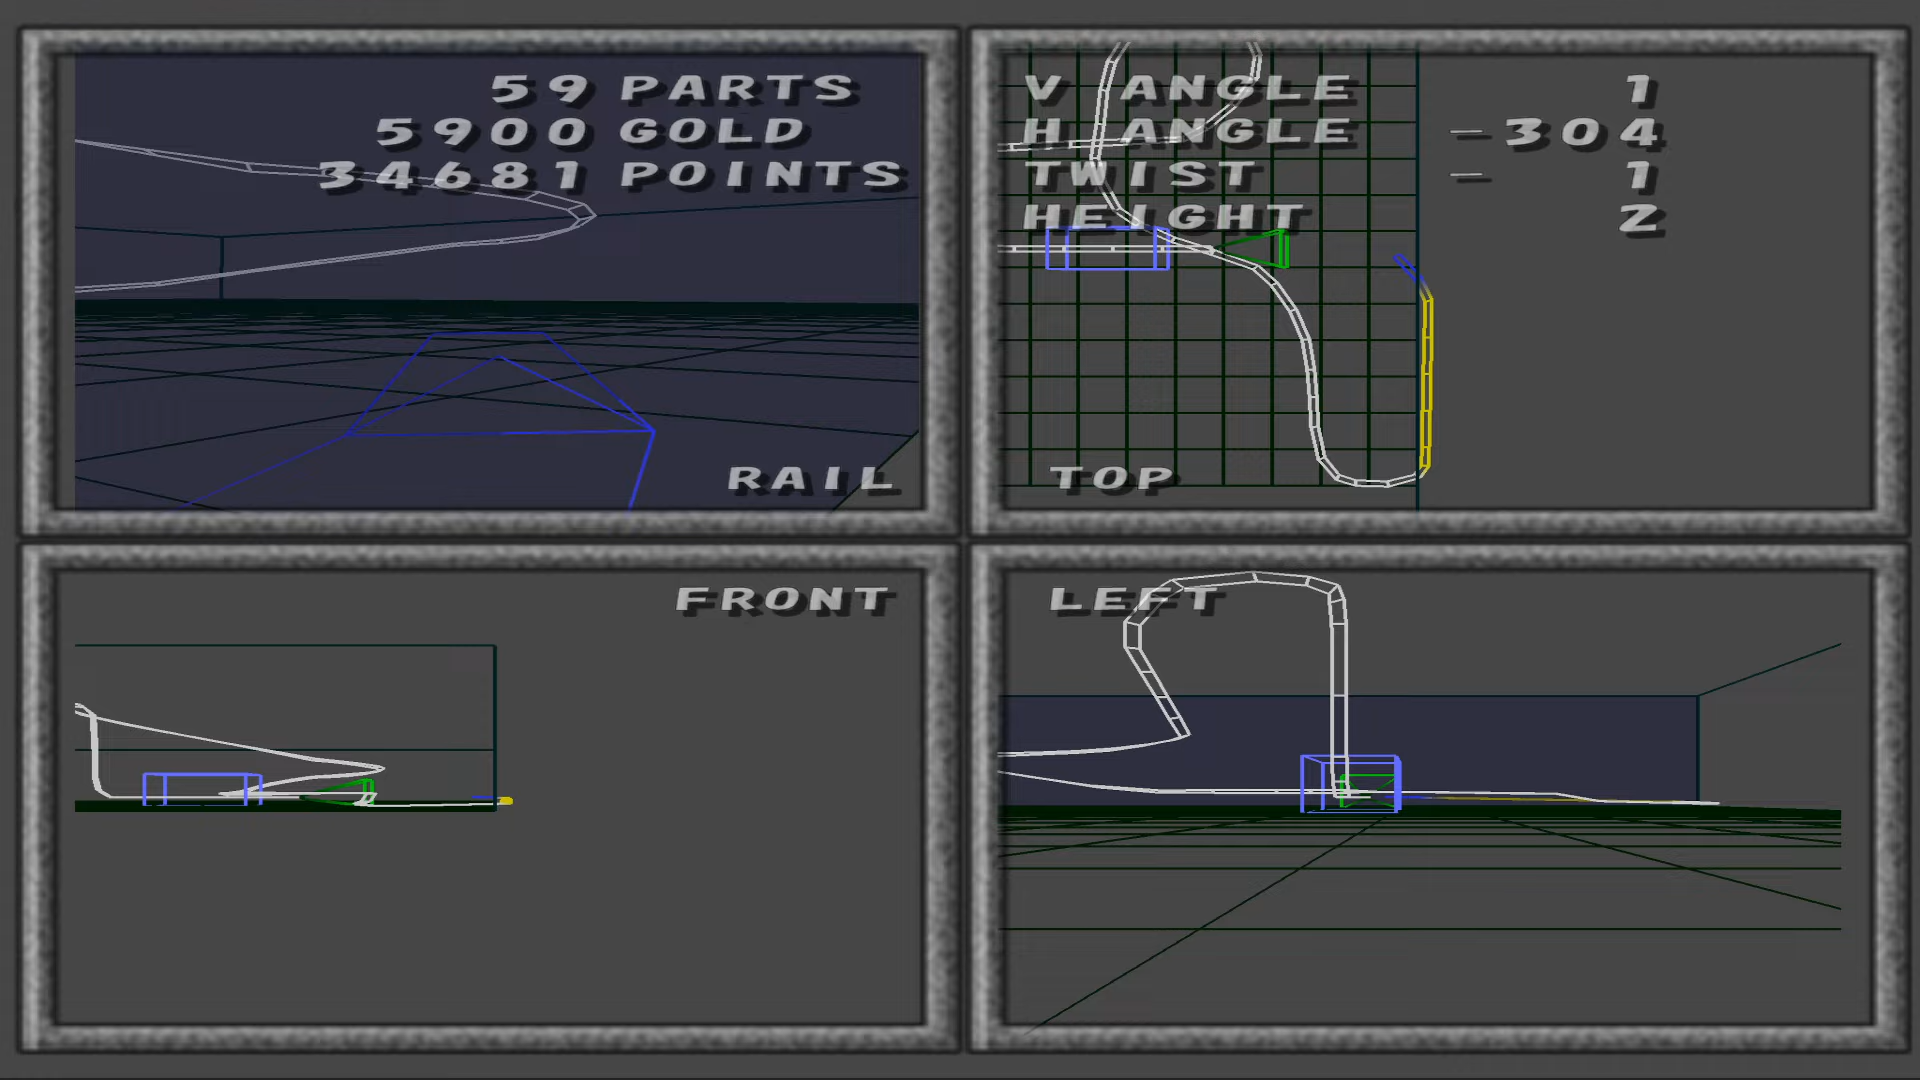 59 PARTS
5900 GOLD
34681 POINTS
RAIL
V ANGLE 1
H ANGLE -304
TWIST - 1
HEIGHT 2
TOP
FRONT
LEFT